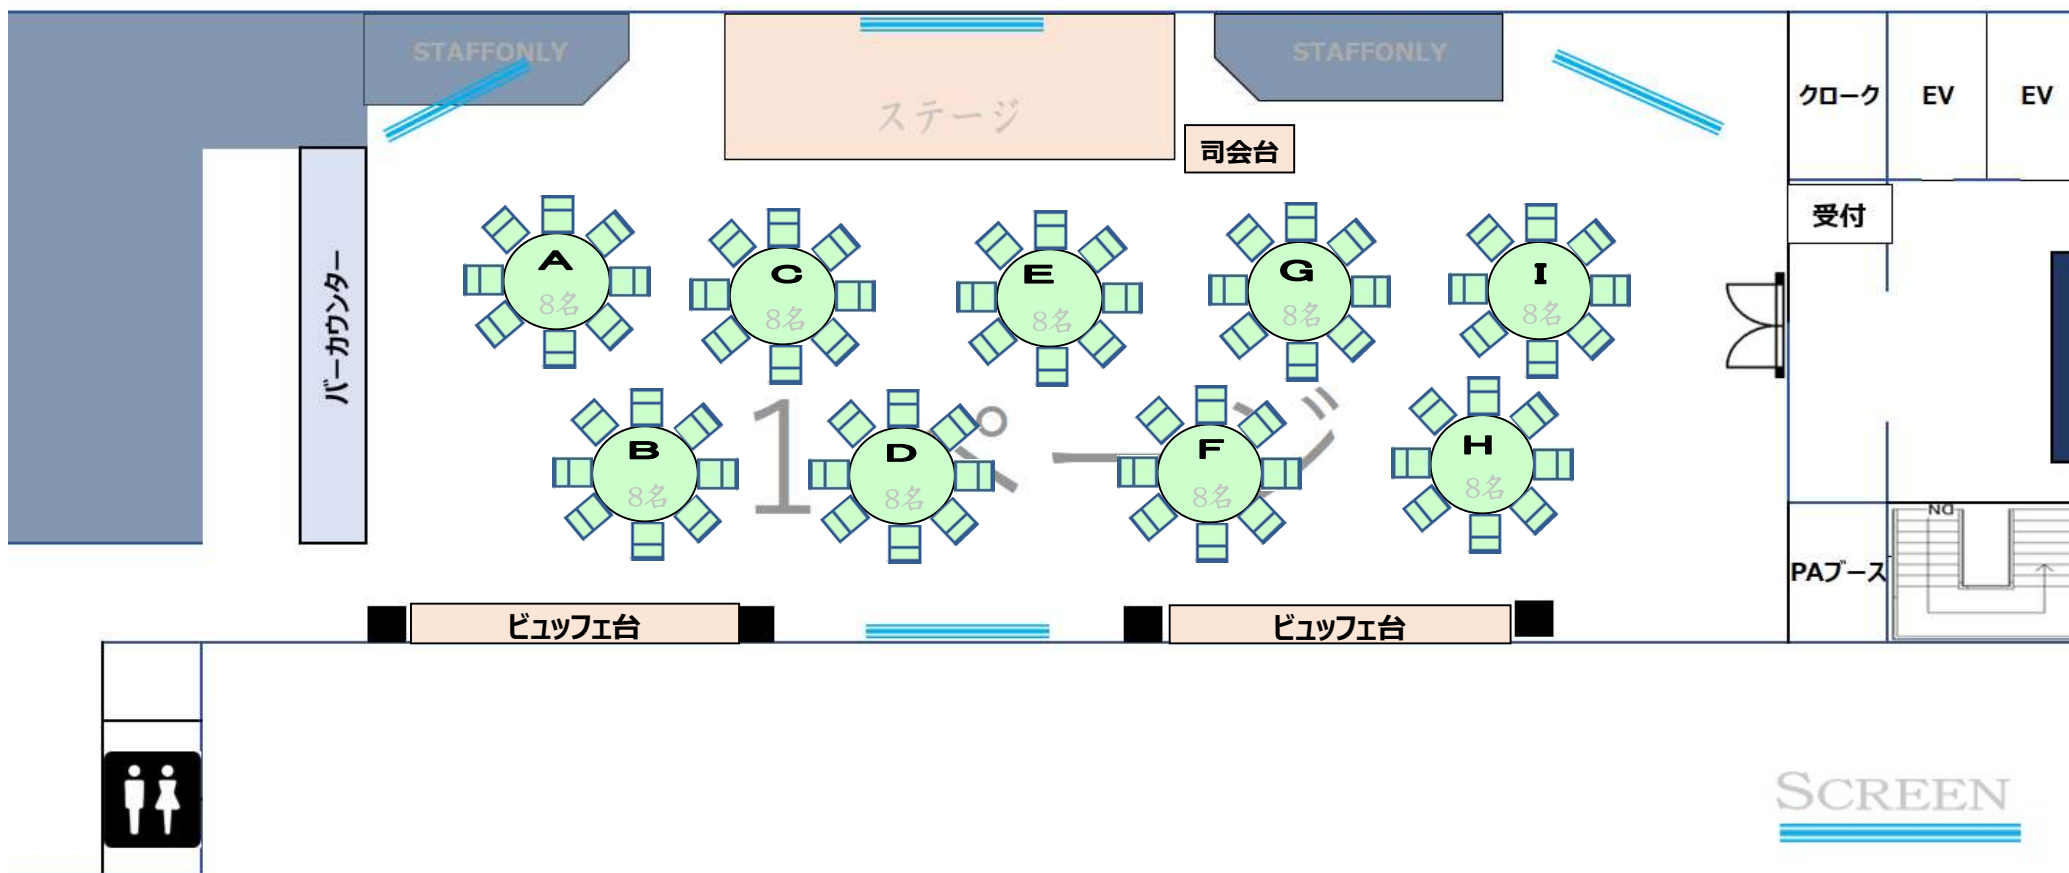 STAFFONLY
STAFFONLY
ステージ
司会台
クローク
EV
EV
受付
バーカウンター
A
8名
C
8名
E
8名
G
8名
I
8名
B
8名
D
8名
F
8名
H
8名
1 ページ
DN
PAブース
ビュッフェ台
ビュッフェ台
SCREEN